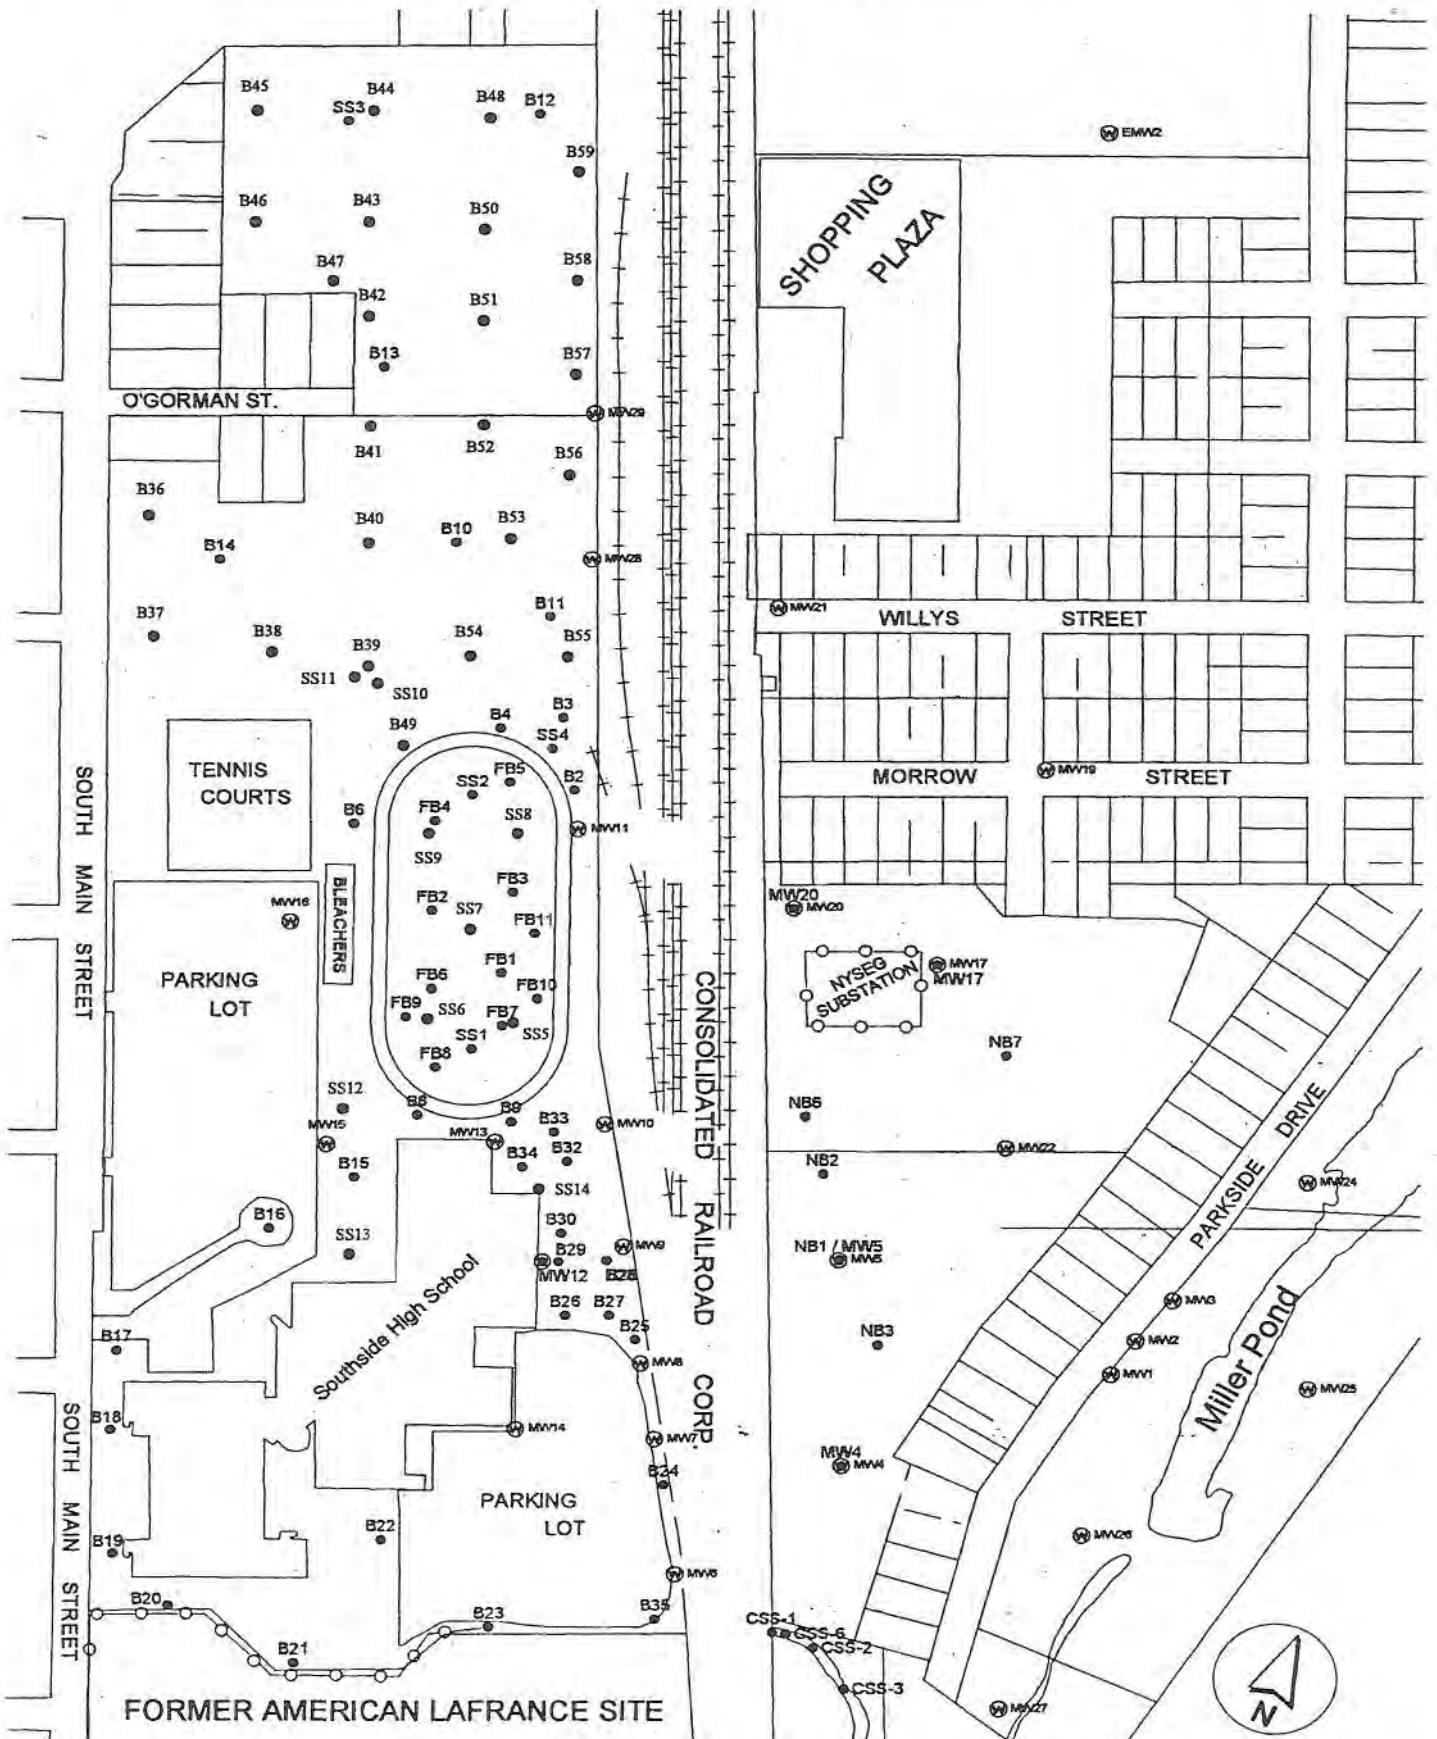 B45
B44
SS3
B48
B12
EMW2
B59
B46
B43
B50
SHOPPING
PLAZA
B47
B58
B42
B51
B13
B57
O'GORMAN ST.
MW29
B41
B52
B56
B36
B40
B10
B53
B14
MW28
B37
B11
MW21
WILLYS STREET
B38
B39
B54
B55
SS11
SS10
B3
B4
B49
SS4
TENNIS
COURTS
FB5
B2
SS2
MW19
MORROW STREET
SOUTH MAIN STREET
B6
FB4
SS8
MW11
SS9
BLEACHERS
FB3
MW20
MW20
MW16
FB2
SS7
FB11
PARKING
LOT
FB1
NYSEG
SUBSTATION
MW17
MW17
FB6
FB10
FB9
SS6
FB7
SS5
SS1
CONSOLIDATED RAILROAD CORP.
NB7
FB8
SS12
B8
B9
B33
MW10
NB6
PARKSIDE DRIVE
MW15
MW13
B34
B32
MW22
B15
SS14
NB2
MW24
B16
B30
SS13
MW9
NB1 / MW5
MW5
B29
MW12
B28
Southside High School
B26
B27
MW3
B25
NB3
MW2
B17
MW8
MW1
Miller Pond
MW25
B18
MW14
MW7
SOUTH MAIN STREET
MW4
MW4
B24
PARKING
LOT
B22
MW26
B19
MW6
B20
B23
B35
CSS-1
CSS-6
CSS-2
B21
CSS-3
FORMER AMERICAN LAFRANCE SITE
MW27
N